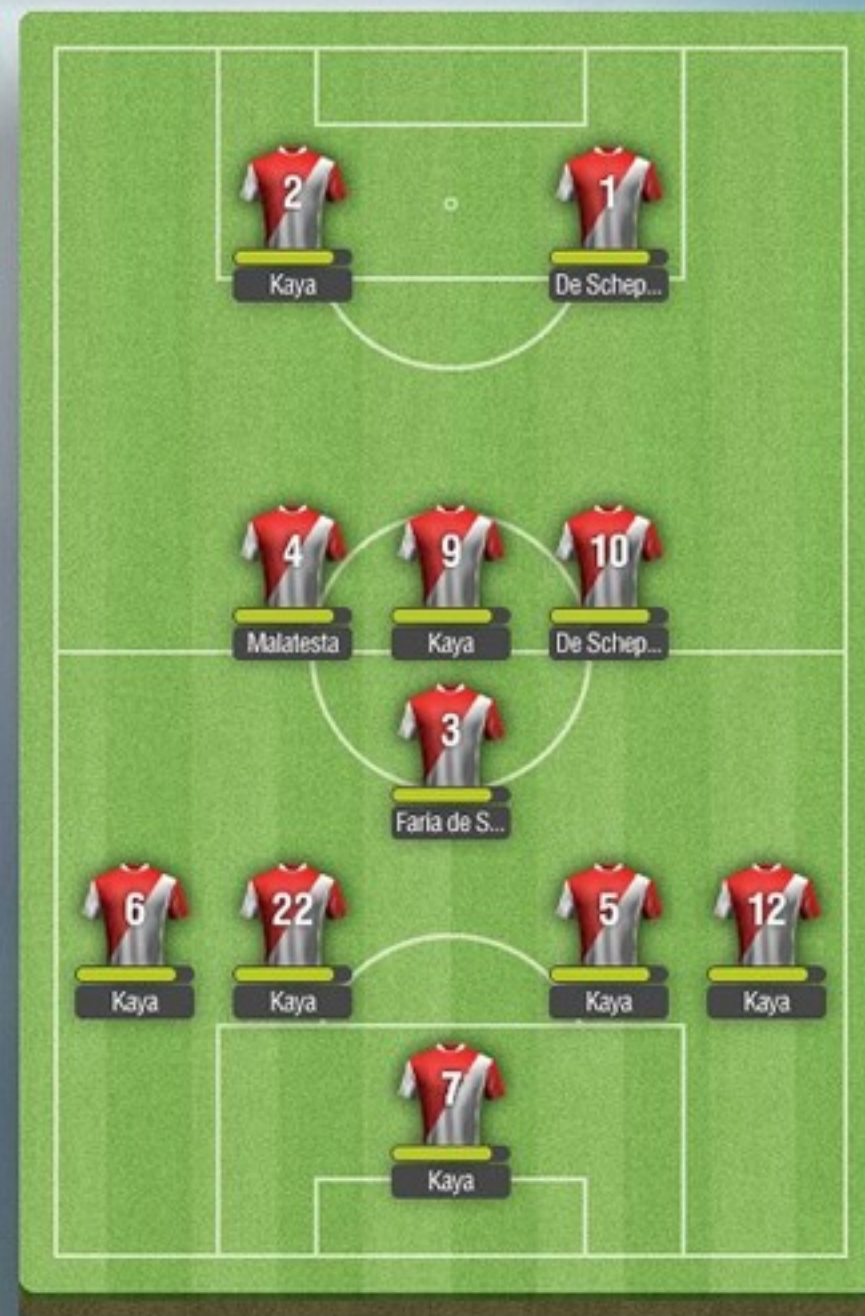 2 1
Kaya De Schep...
4 9 10
Malatesta Kaya De Schep...
3
Faria de S...
6 22 5 12
Kaya Kaya Kaya Kaya
7
Kaya